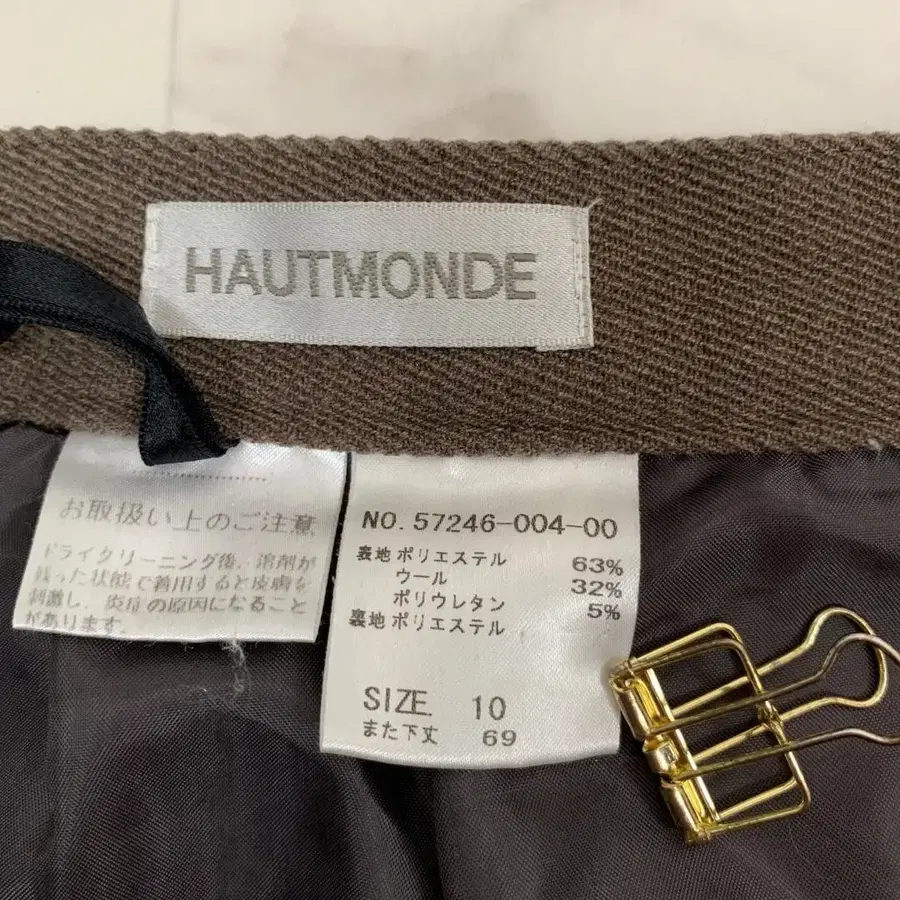 HAUTMONDE
お取扱い上のご注意
ドライクリーニング後、溶剤が
残った状態で着用すると皮膚を
刺激し、炎症の原因になること
があります。
NO. 57246-004-00
表地 ポリエステル 63%
ウール 32%
ポリウレタン 5%
裏地 ポリエステル
SIZE 10
また下丈 69